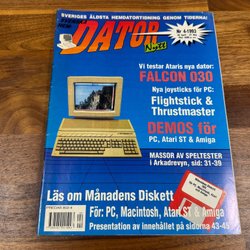 SVERIGES ÄLDSTA HEMDATORTIDNING GENOM TIDERNA!
DATOR
Nr 4-1993
Vi testar Ataris nya dator:
FALCON 030
Nya joysticks för PC:
Flightstick &
Thrustmaster
DEMOS för
PC, Atari ST & Amiga
MASSOR AV SPELTESTER
i Arkadrevyn, sid: 31-39
Läs om Månadens Diskett
För: PC, Macintosh, Atari ST & Amiga
Presentation av innehållet på sidorna 43-45